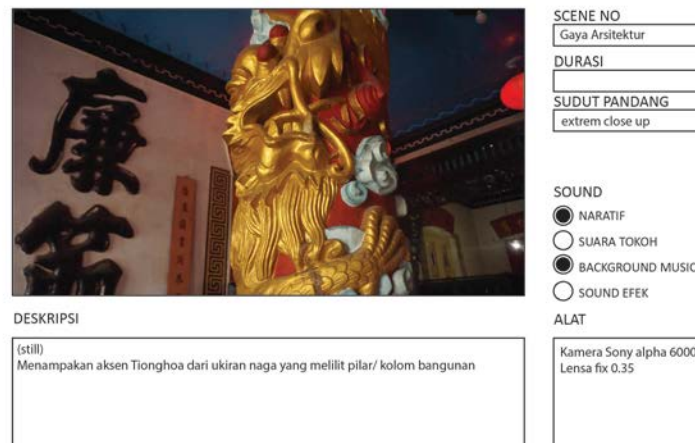 廉
節
SCENE NO
Gaya Arsitektur
DURASI
SUDUT PANDANG
extrem close up
SOUND
NARATIF
SUARA TOKOH
BACKGROUND MUSIC
SOUND EFEK
DESKRIPSI
(still)
Menampakan aksen Tionghoa dari ukiran naga yang melilit pilar/ kolom bangunan
ALAT
Kamera Sony alpha 6000
Lensa fix 0.35